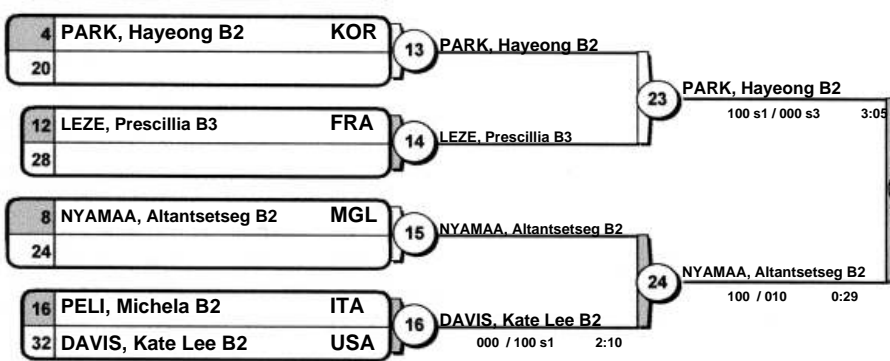 4 PARK, Hayeong B2 KOR
20
13
PARK, Hayeong B2
12 LEZE, Prescillia B3 FRA
28
14
LEZE, Prescillia B3
23
PARK, Hayeong B2
100 s1 / 000 s3 3:05
8 NYAMAA, Altantsetseg B2 MGL
24
15
NYAMAA, Altantsetseg B2
16 PELI, Michela B2 ITA
32 DAVIS, Kate Lee B2 USA
16
DAVIS, Kate Lee B2
000 / 100 s1 2:10
24
NYAMAA, Altantsetseg B2
100 / 010 0:29